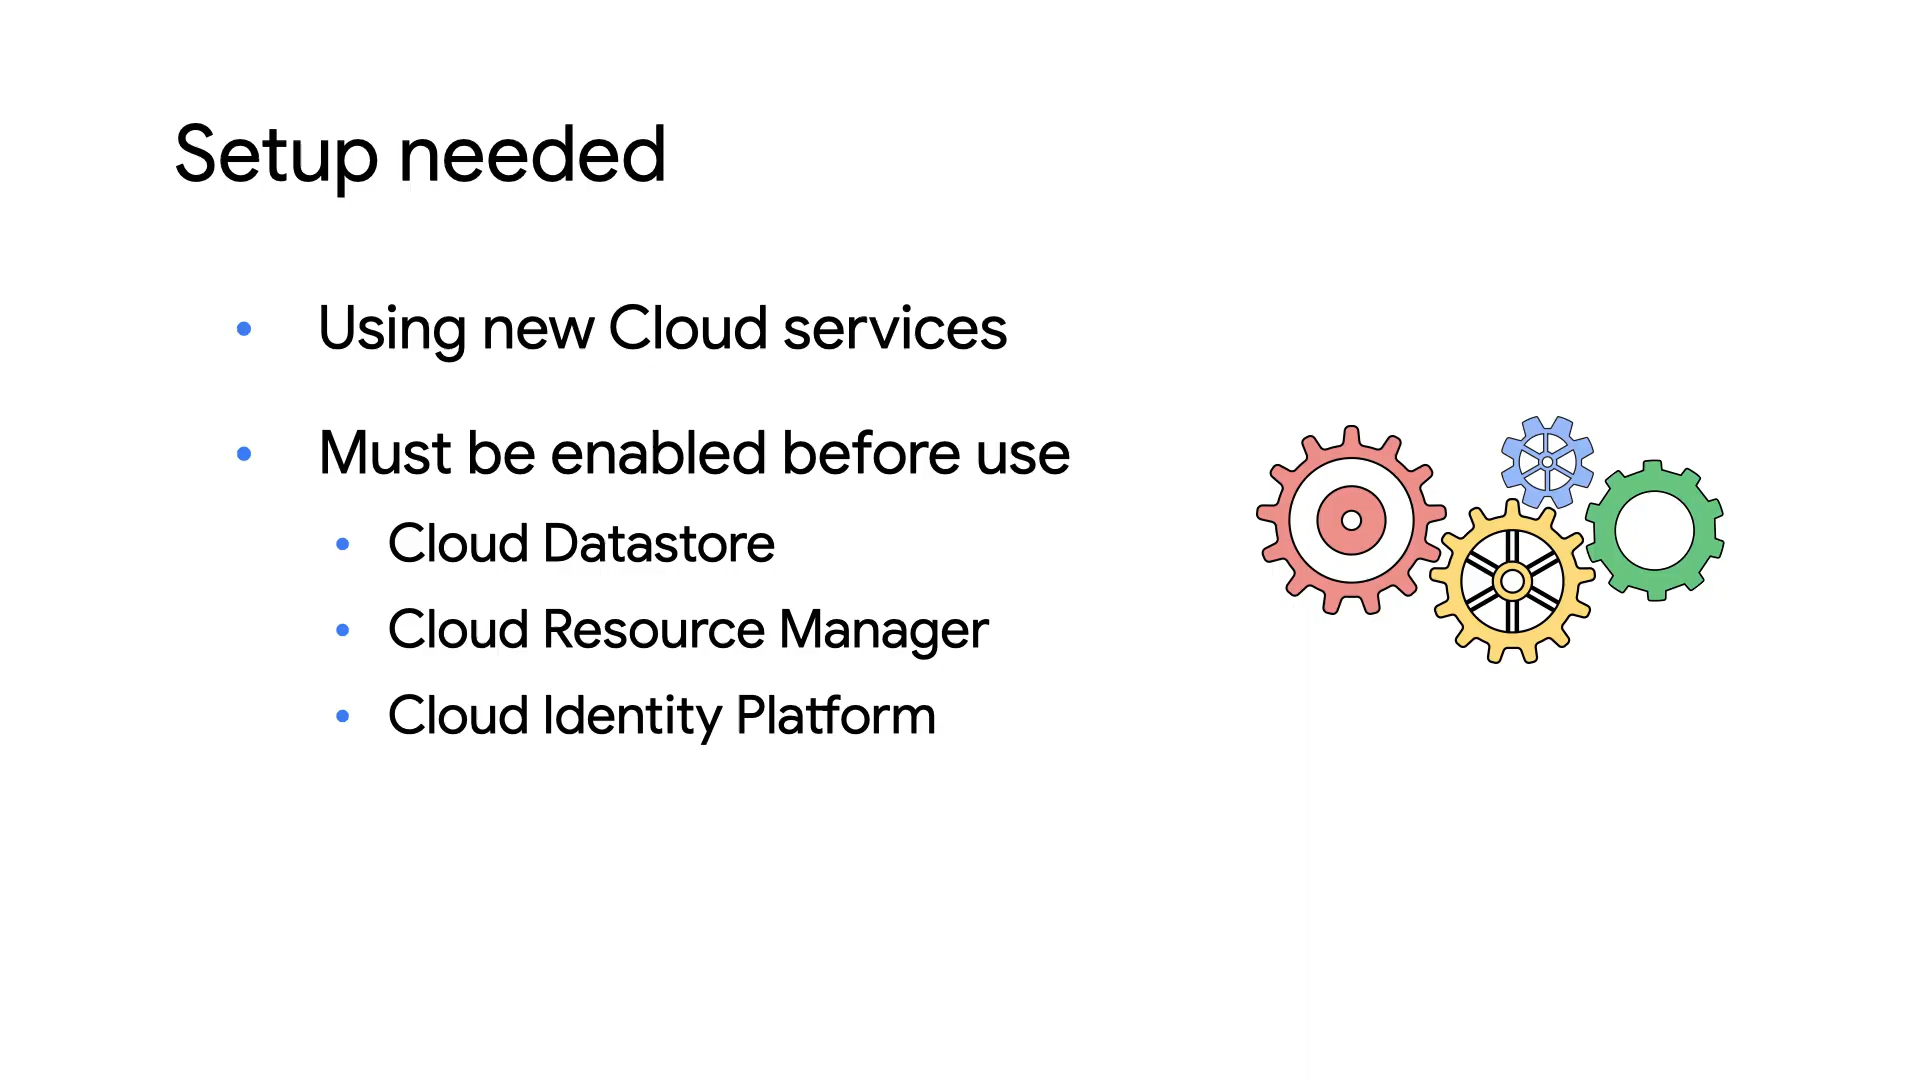 Setup needed
• Using new Cloud services
• Must be enabled before use
• Cloud Datastore
• Cloud Resource Manager
• Cloud Identity Platform